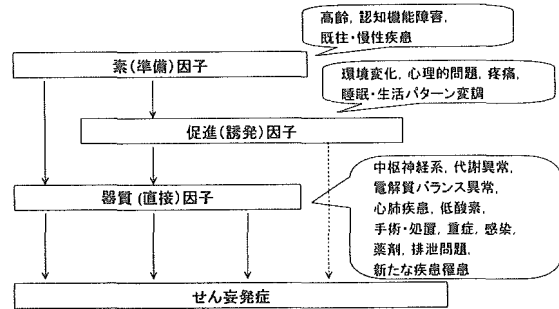 高齢, 認知機能障害,
既往・慢性疾患
素(準備)因子
環境変化, 心理的問題, 疼痛,
睡眠・生活パターン変調
促進(誘発)因子
中枢神経系, 代謝異常,
電解質バランス異常,
心肺疾患, 低酸素,
手術・処置, 重症, 感染,
薬剤, 排泄問題,
新たな疾患罹患
器質(直接)因子
せん妄発症